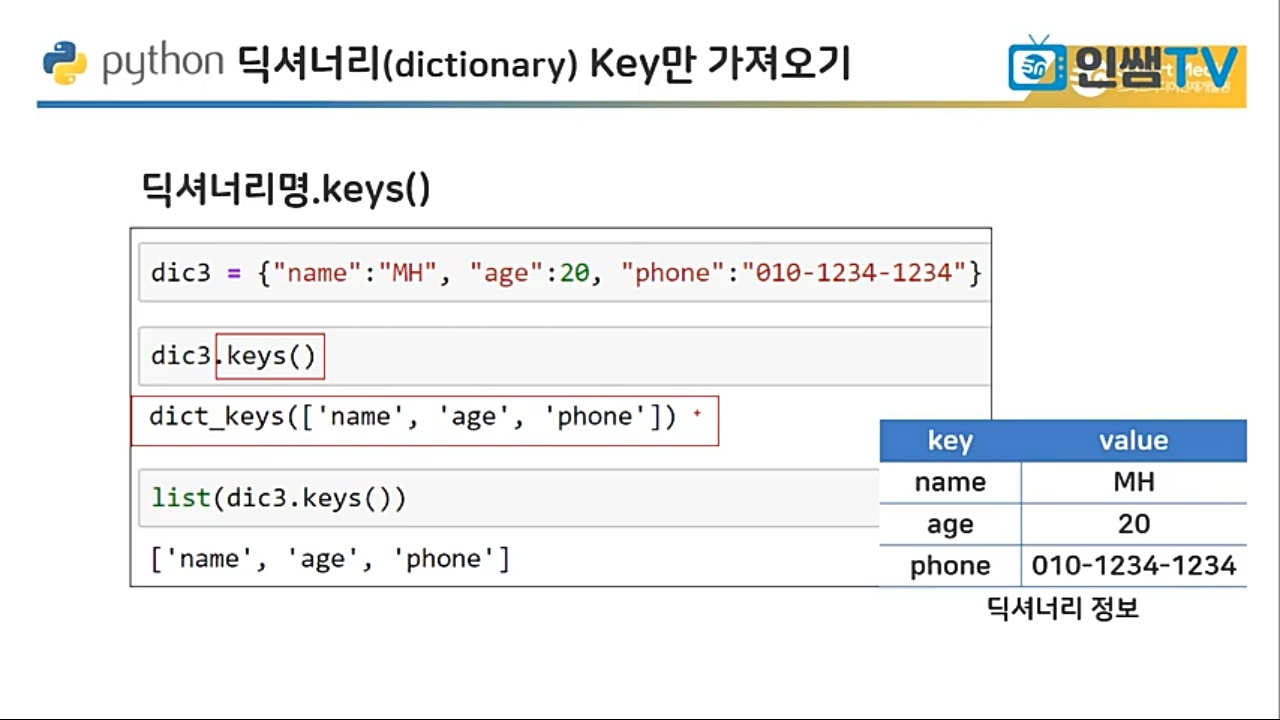 python 딕셔너리(dictionary) Key만 가져오기
인쌤TV
딕셔너리명.keys()
dic3 = {"name":"MH", "age":20, "phone":"010-1234-1234"}
dic3.keys()
dict_keys(['name', 'age', 'phone'])
list(dic3.keys())
['name', 'age', 'phone']
key value
name MH
age 20
phone 010-1234-1234
딕셔너리 정보